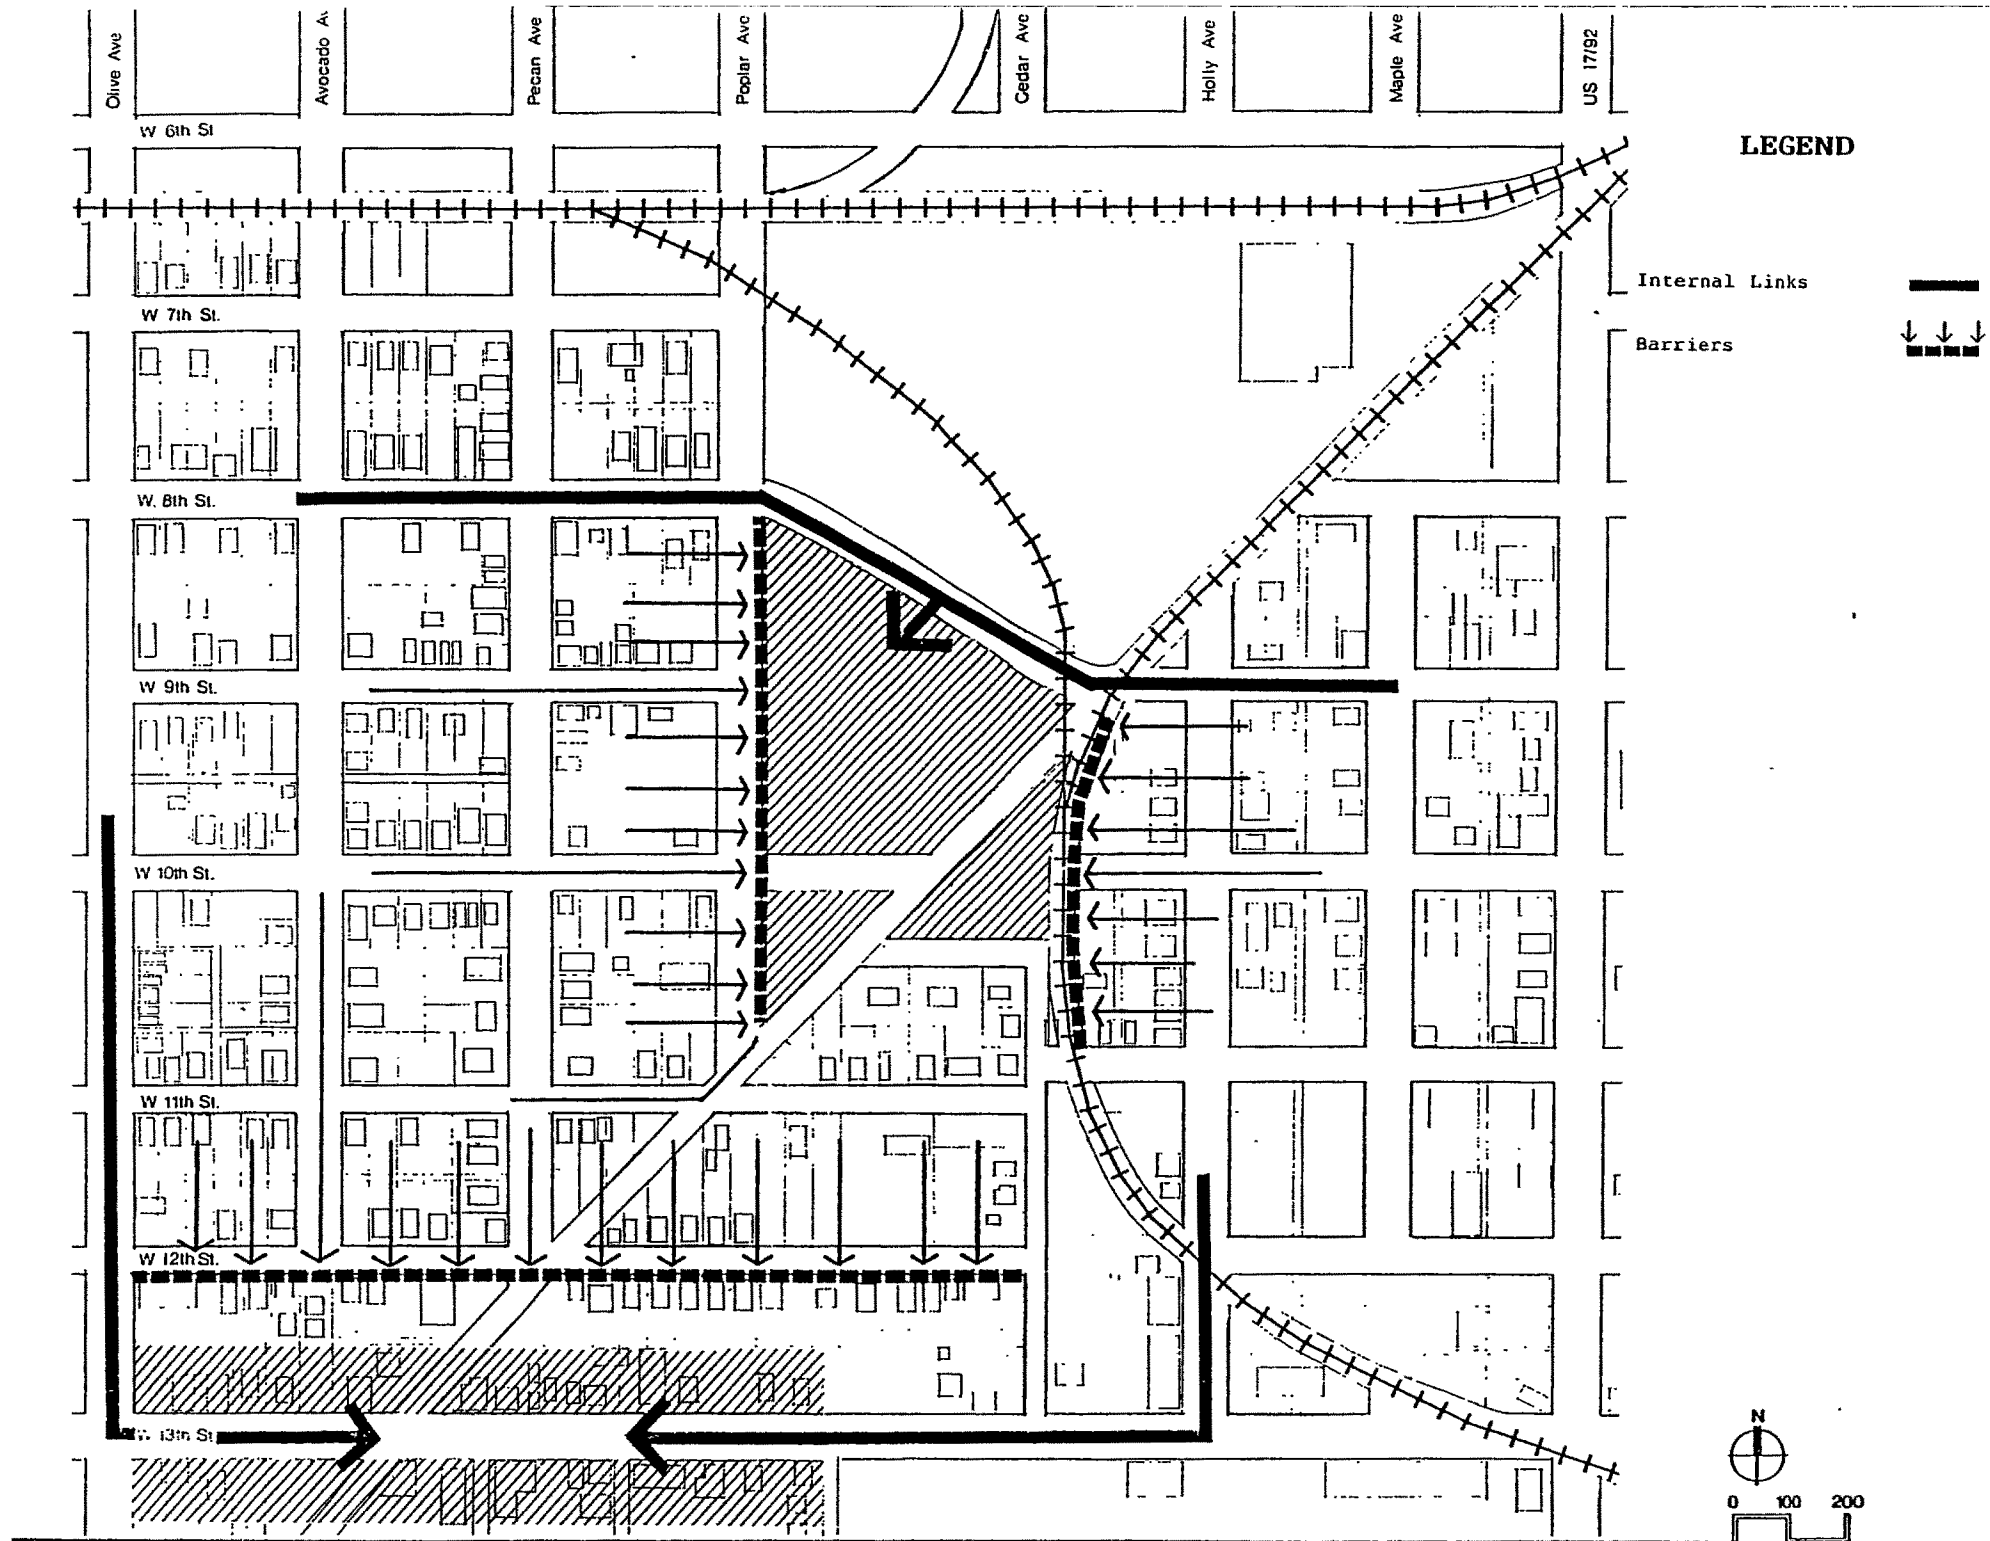 Olive Ave
Avocado Av
Pecan Ave
Poplar Ave
Cedar Ave
Holly Ave
Maple Ave
US 17/92
W 6th St
LEGEND
Internal Links
W 7th St.
Barriers
W. 8th St.
W 9th St.
W 10th St.
W 11th St.
W 12th St.
W. 13th St
N
0 100 200